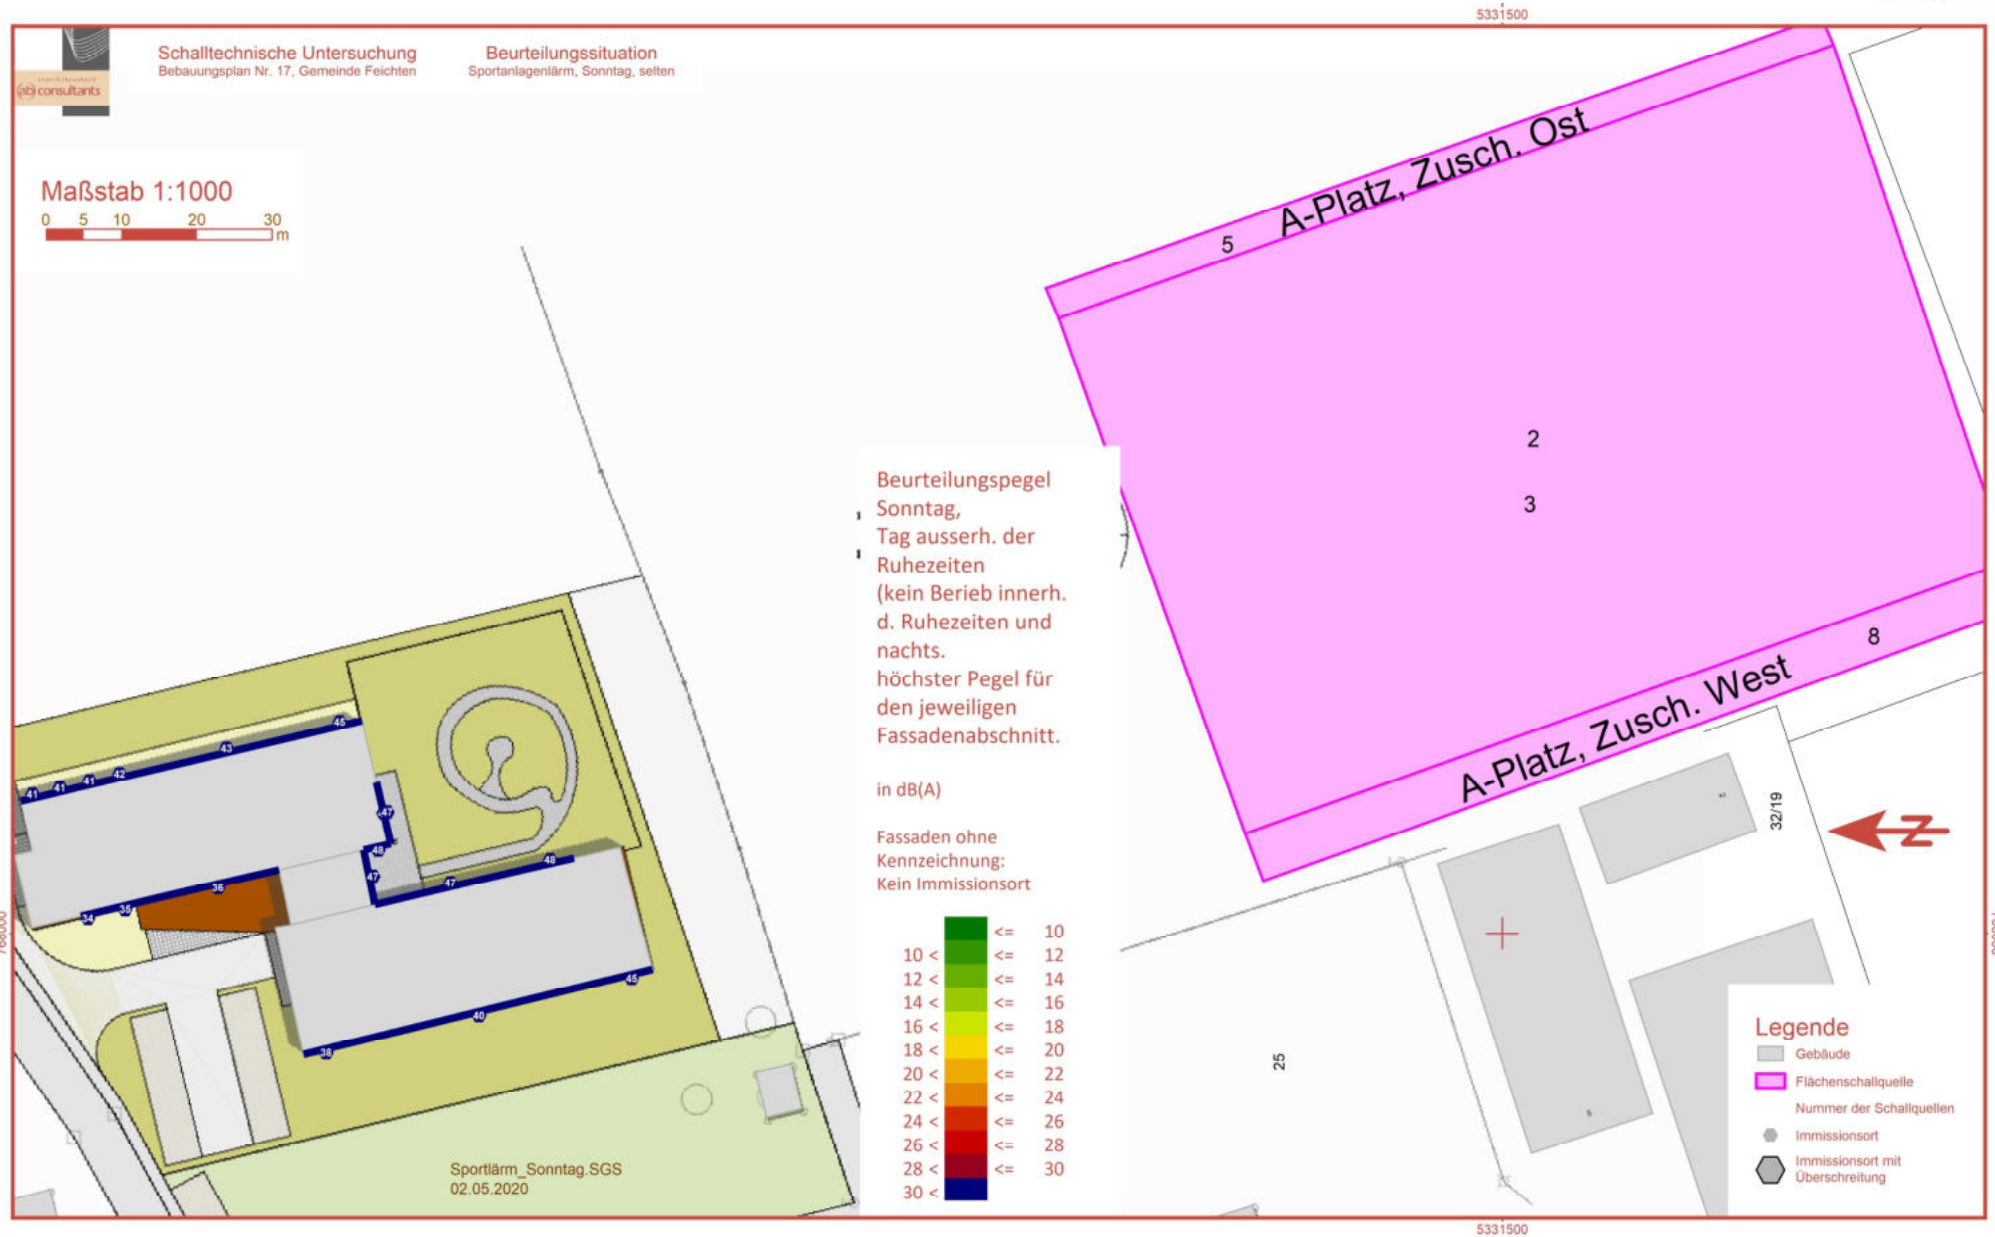 5331500
Schalltechnische Untersuchung
Bebauungsplan Nr. 17, Gemeinde Feichten
Beurteilungssituation
Sportanlagenlärm, Sonntag, selten
consultants
Maßstab 1:1000
0 5 10 20 30
m
A-Platz, Zusch. Ost
5
2
3
8
A-Platz, Zusch. West
32/19
25
Z
Beurteilungspegel
Sonntag,
Tag ausserh. der
Ruhezeiten
(kein Berieb innerh.
d. Ruhezeiten und
nachts.
höchster Pegel für
den jeweiligen
Fassadenabschnitt.
in dB(A)
Fassaden ohne
Kennzeichnung:
Kein Immissionsort
<= 10
10 < <= 12
12 < <= 14
14 < <= 16
16 < <= 18
18 < <= 20
20 < <= 22
22 < <= 24
24 < <= 26
26 < <= 28
28 < <= 30
30 <
45
43
42
41
41
41
47
48
47
48
47
36
35
34
45
40
38
Sportlärm_Sonntag.SGS
02.05.2020
Legende
Gebäude
Flächenschallquelle
Nummer der Schallquellen
Immissionsort
Immissionsort mit
Überschreitung
5331500